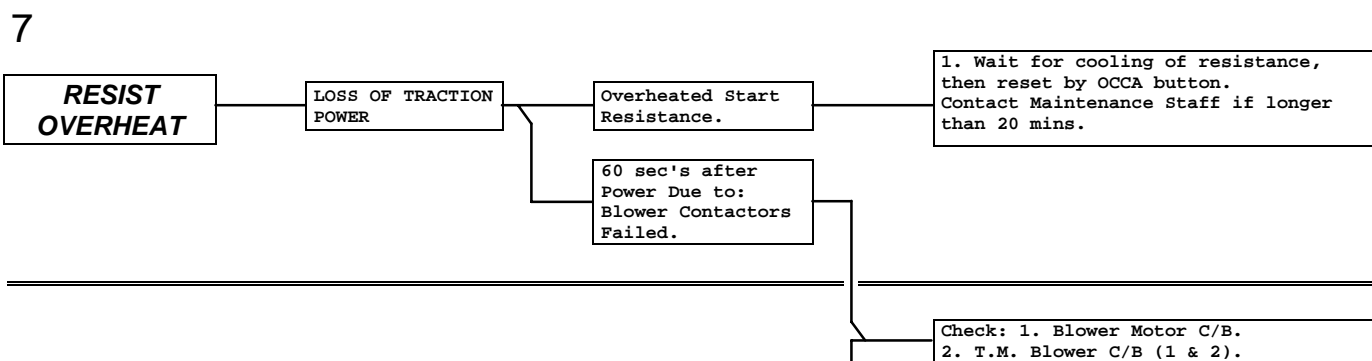 7
RESIST
OVERHEAT
LOSS OF TRACTION
POWER
Overheated Start
Resistance.
1. Wait for cooling of resistance,
then reset by OCCA button.
Contact Maintenance Staff if longer
than 20 mins.
60 sec's after
Power Due to:
Blower Contactors
Failed.
Check: 1. Blower Motor C/B.
2. T.M. Blower C/B (1 & 2).